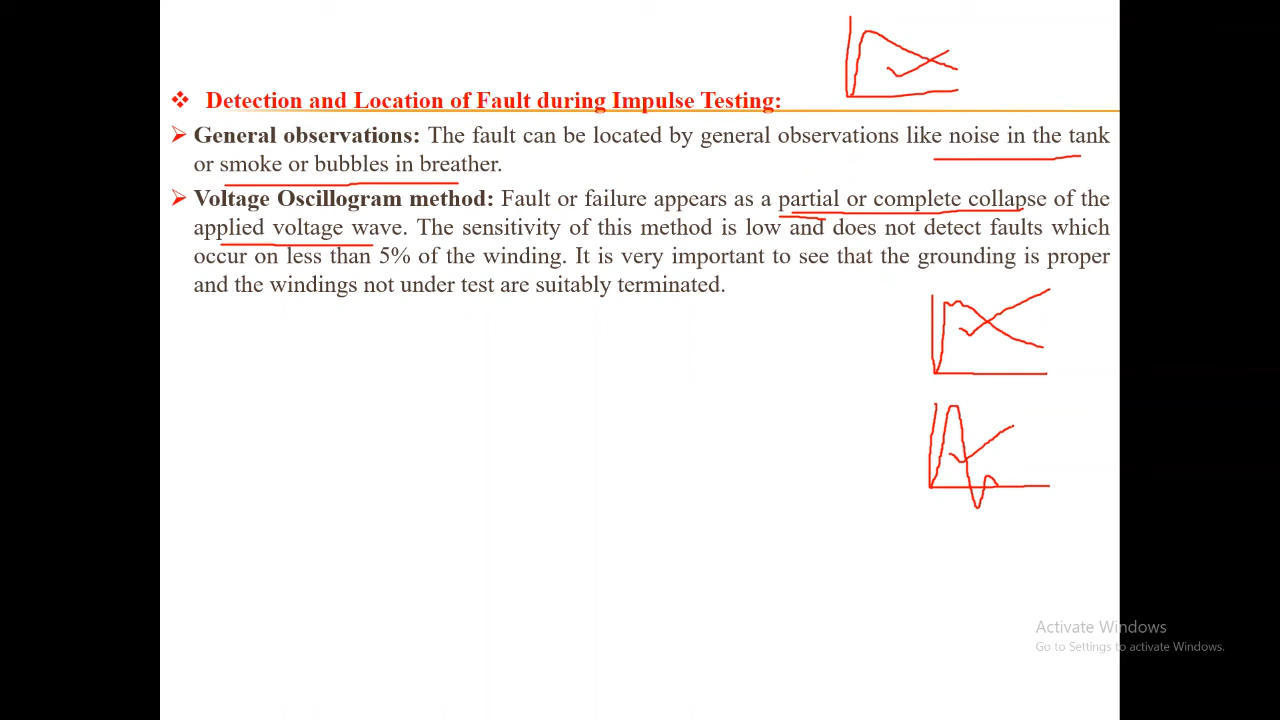 ❖ Detection and Location of Fault during Impulse Testing:
➤ General observations: The fault can be located by general observations like noise in the tank
or smoke or bubbles in breather.
➤ Voltage Oscillogram method: Fault or failure appears as a partial or complete collapse of the
applied voltage wave. The sensitivity of this method is low and does not detect faults which
occur on less than 5% of the winding. It is very important to see that the grounding is proper
and the windings not under test are suitably terminated.
Activate Windows
Go to Settings to activate Windows.